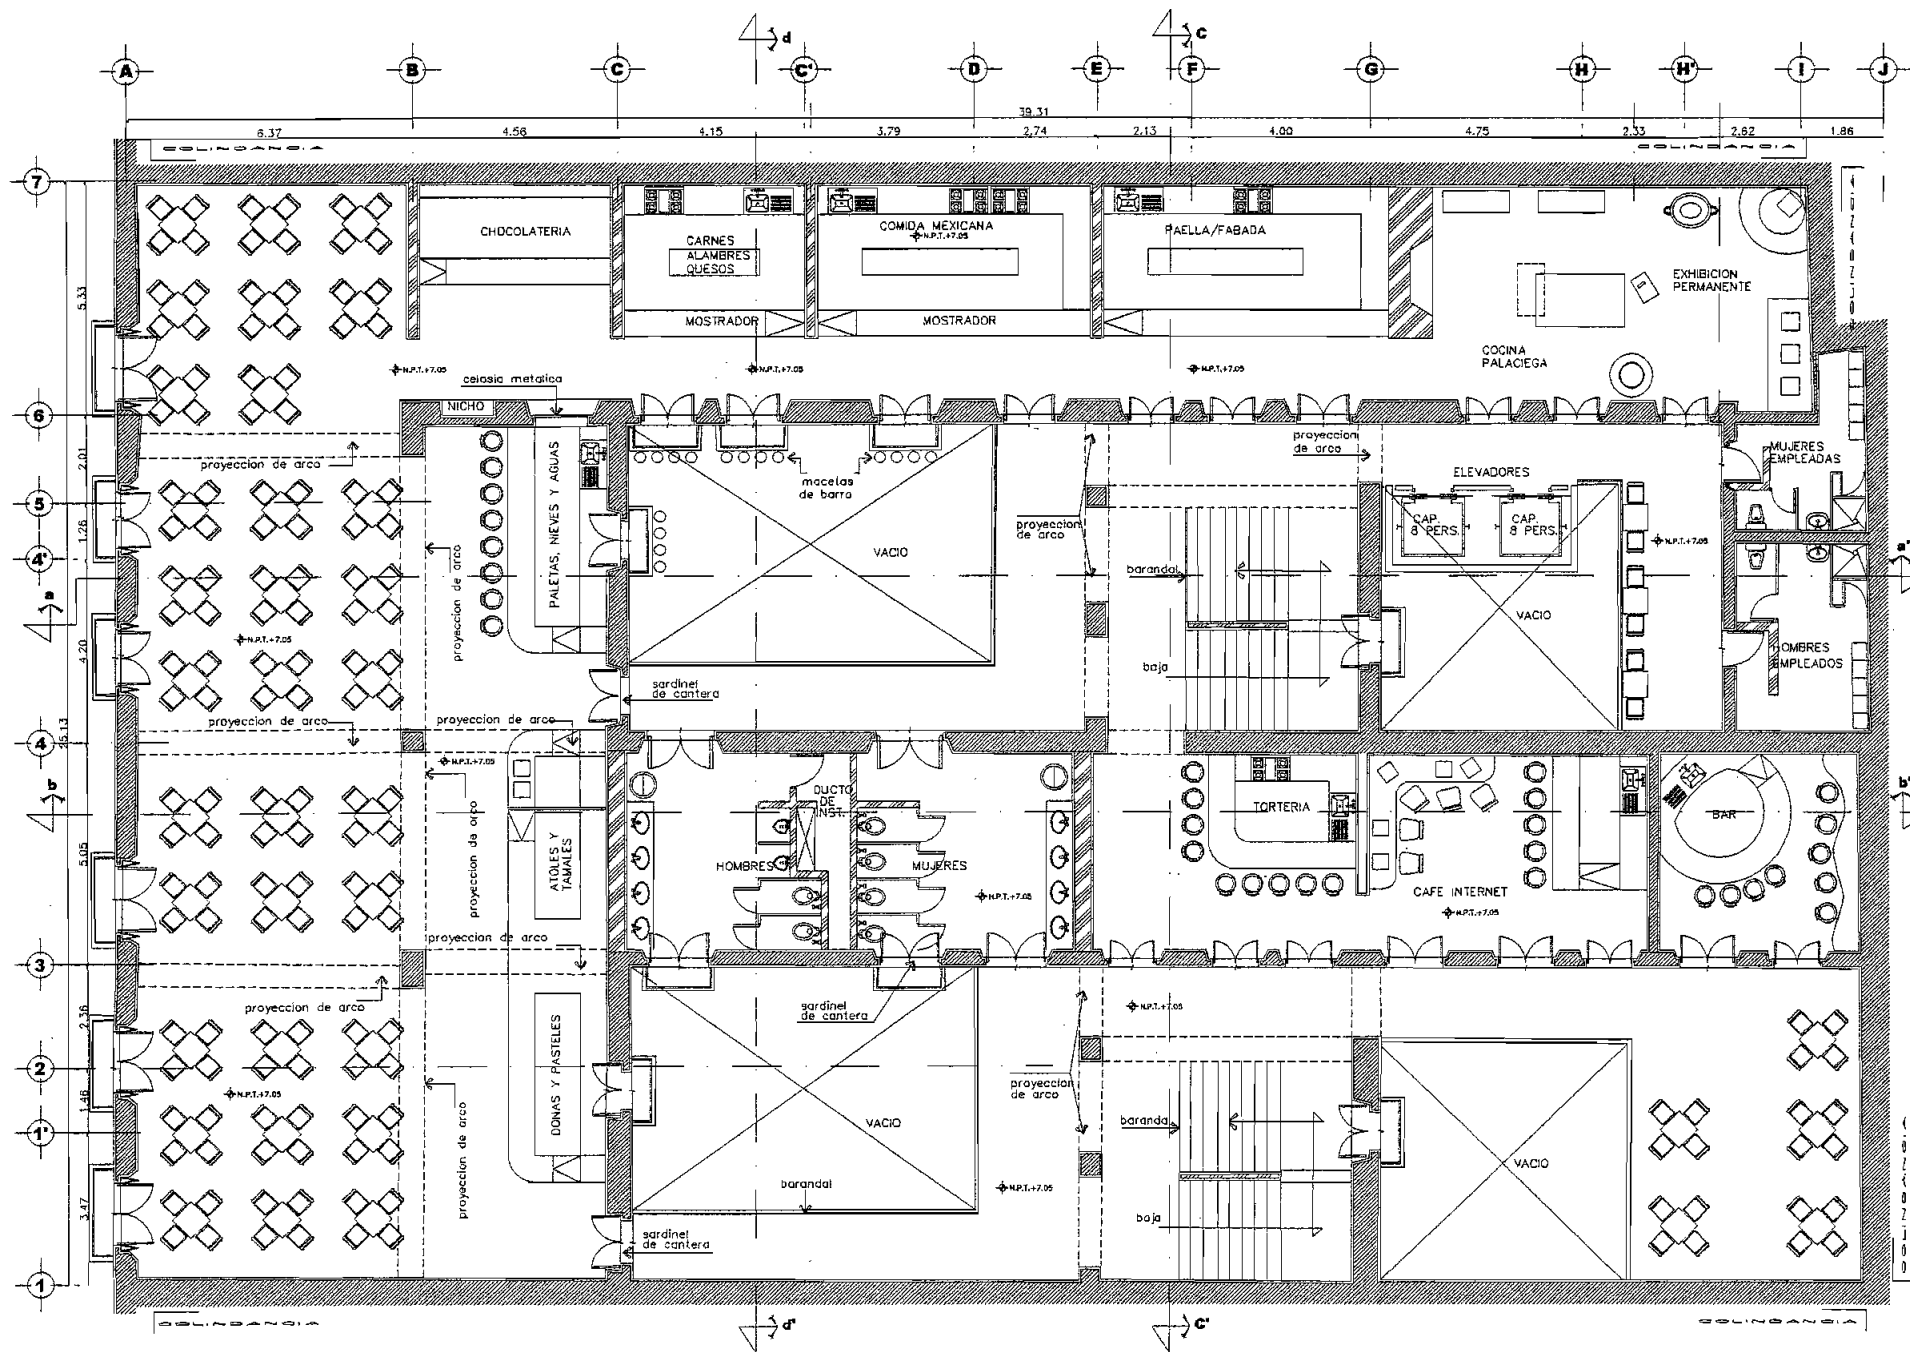 d
c
A
B
C
C'
D
E
F
G
H
H'
I
J
39.31
6.37
4.56
4.15
3.79
2.74
2.13
4.00
4.75
2.33
2.62
1.86
COLINDANCIA
COLINDANCIA
COLINDANCIA
7
5.33
CHOCOLATERIA
CARNES
ALAMBRES
QUESOS
COMIDA MEXICANA
N.P.T.+7.05
PAELLA/FABADA
EXHIBICION
PERMANENTE
MOSTRADOR
MOSTRADOR
COCINA
PALACIEGA
N.P.T.+7.05
N.P.T.+7.05
N.P.T.+7.05
celosia metalica
NICHO
6
2.01
proyeccion de arco
PALETAS, NIEVES Y AGUAS
macetas
de barro
proyeccion
de arco
ELEVADORES
MUJERES
EMPLEADAS
5
1.26
CAP.
8 PERS.
CAP.
8 PERS.
proyeccion
de arco
VACIO
N.P.T.+7.05
4'
proyeccion de arco
barandal
a
a'
VACIO
N.P.T.+7.05
4.20
HOMBRES
EMPLEADOS
baja
sardinel
de cantera
proyeccion de arco
proyeccion de arco
4
25.13
N.P.T.+7.05
b
b'
DUCTO
DE
INST.
TORTERIA
BAR
proyeccion de arco
ATOLES Y
TAMALES
5.05
HOMBRES
MUJERES
N.P.T.+7.05
CAFE INTERNET
N.P.T.+7.05
proyeccion de arco
3
proyeccion de arco
2.36
sardinel
de cantera
N.P.T.+7.05
DONAS Y PASTELES
2
proyeccion
de arco
N.P.T.+7.05
1.46
proyeccion de arco
VACIO
barandal
1'
VACIO
barandal
N.P.T.+7.05
3.47
baja
sardinel
de cantera
COLINDANCIA
1
COLINDANCIA
COLINDANCIA
d'
c'